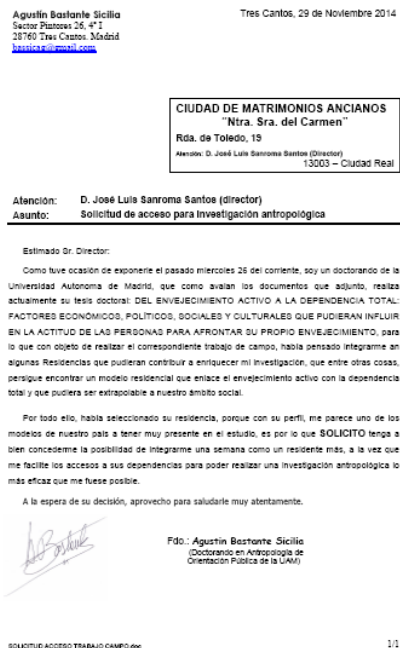 Agustín Bastante Sicilia
Tres Cantos, 29 de Noviembre 2014
Sector Pintores 26, 4º I
28760 Tres Cantos, Madrid
bassicag@gmail.com
CIUDAD DE MATRIMONIOS ANCIANOS
¨Ntra. Sra. del Carmen¨
Rda. de Toledo, 19
Atención: D. José Luis Sanroma Santos (Director)
13003 – Ciudad Real
Atención: D. José Luis Sanroma Santos (director)
Asunto: Solicitud de acceso para investigación antropológica
Estimado Sr. Director:
Como tuve ocasión de exponerle el pasado miercoles 26 del corriente, soy un doctorando de la
Universidad Autonoma de Madrid, que como avalan los documentos que adjunto, realiza
actualmente su tesis doctoral: DEL ENVEJECIMIENTO ACTIVO A LA DEPENDENCIA TOTAL:
FACTORES ECONÓMICOS, POLÍTICOS, SOCIALES Y CULTURALES QUE PUDIERAN INFLUIR
EN LA ACTITUD DE LAS PERSONAS PARA AFRONTAR SU PROPIO ENVEJECIMIENTO, para
lo que con objeto de realizar el correspondiente trabajo de campo, había pensado integrarme an
algunas Residencias que pudieran contribuir a enriquecer mi investigación, que entre otras cosas,
persigue encontrar un modelo residencial que enlace el envejecimiento activo con la dependencia
total y que pudiera ser extrapolable a nuestro ámbito social.
Por todo ello, había seleccionado su residencia, porque con su perfil, me parece uno de los
modelos de nuestro país a tener muy presente en el estudio, es por lo que SOLICITO tenga a
bien concederme la posibilidad de integrarme una semana como un residente más, a la vez que
me facilite los accesos a sus dependencias para poder realizar una investigación antropológica lo
más eficaz que me fuese posible.
A la espera de su decisión, aprovecho para saludarle muy atentamente.
A Bastante
Fdo.: Agustin Bastante Sicilia
(Doctorando en Antropología de
Orientación Pública de la UAM)
SOLICITUD ACCESO TRABAJO CAMPO.doc
1/1